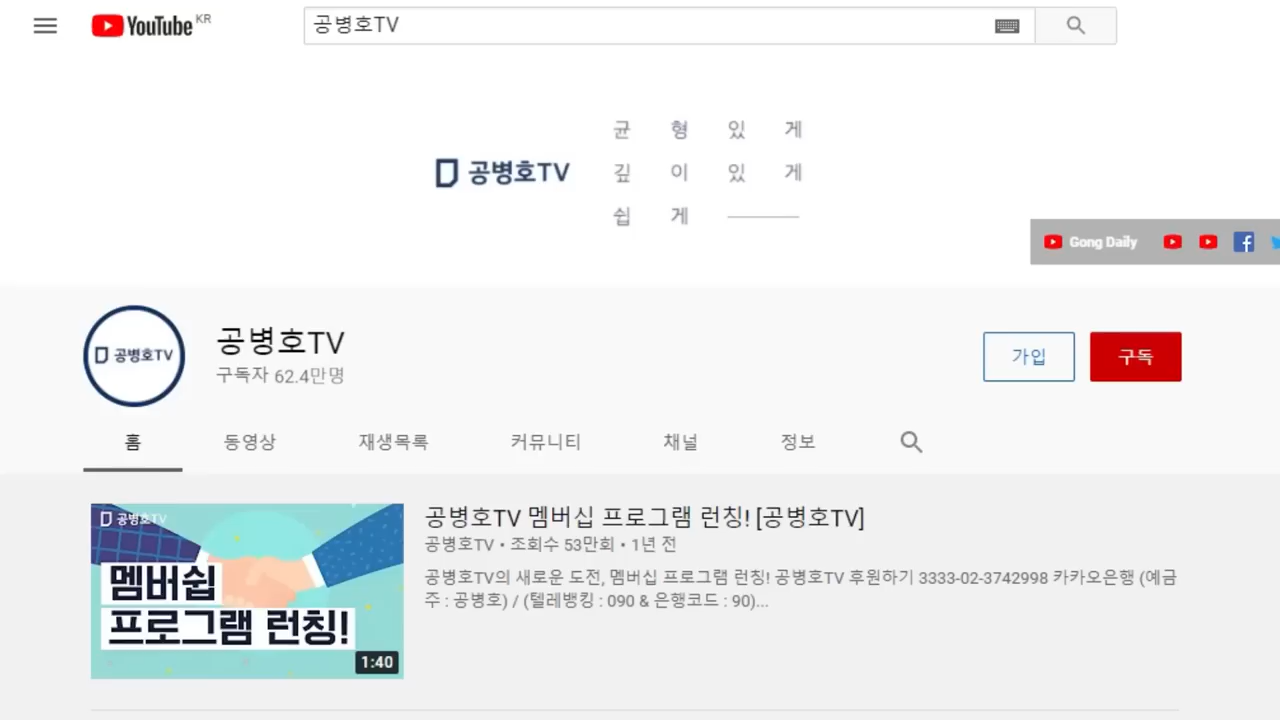 YouTube KR
공병호TV
균 형 있 게
공병호TV
깊 이 있 게
쉽 게
Gong Daily
공병호TV
공병호TV
구독자 62.4만명
가입
구독
홈
동영상
재생목록
커뮤니티
채널
정보
공병호TV
멤버쉽
프로그램 런칭!
1:40
공병호TV 멤버십 프로그램 런칭! [공병호TV]
공병호TV • 조회수 53만회 • 1년 전
공병호TV의 새로운 도전, 멤버십 프로그램 런칭! 공병호TV 후원하기 3333-02-3742998 카카오은행 (예금
주 : 공병호) / (텔레뱅킹 : 090 & 은행코드 : 90)...